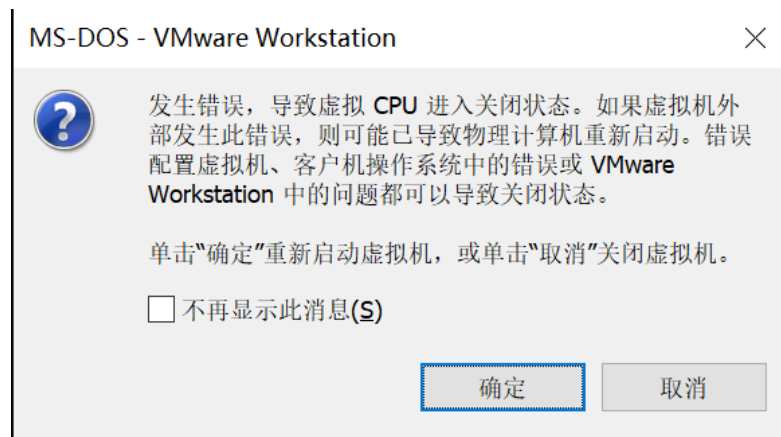 MS-DOS - VMware Workstation
发生错误，导致虚拟 CPU 进入关闭状态。如果虚拟机外
部发生此错误，则可能已导致物理计算机重新启动。错误
配置虚拟机、客户机操作系统中的错误或 VMware
Workstation 中的问题都可以导致关闭状态。
单击“确定”重新启动虚拟机，或单击“取消”关闭虚拟机。
不再显示此消息(S)
确定
取消